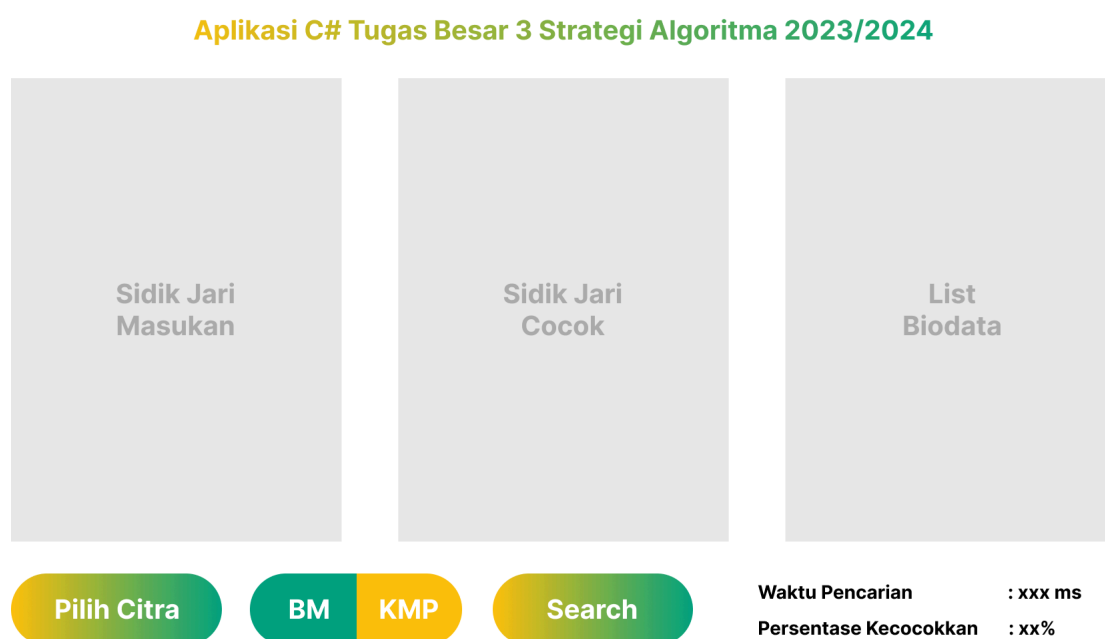 Aplikasi C# Tugas Besar 3 Strategi Algoritma 2023/2024
Sidik Jari
Masukan
Sidik Jari
Cocok
List
Biodata
Pilih Citra
BM
KMP
Search
Waktu Pencarian : xxx ms
Persentase Kecocokkan : xx%